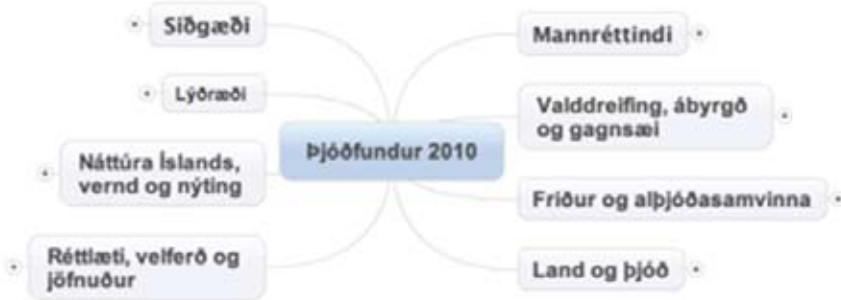 Siðgæði
Mannréttindi
Lýðræði
Valddreifing, ábyrgð
og gagnsæi
Þjóðfundur 2010
Náttúra Íslands,
vernd og nýting
Friður og alþjóðasamvinna
Réttlæti, velferð og
jöfnuður
Land og þjóð